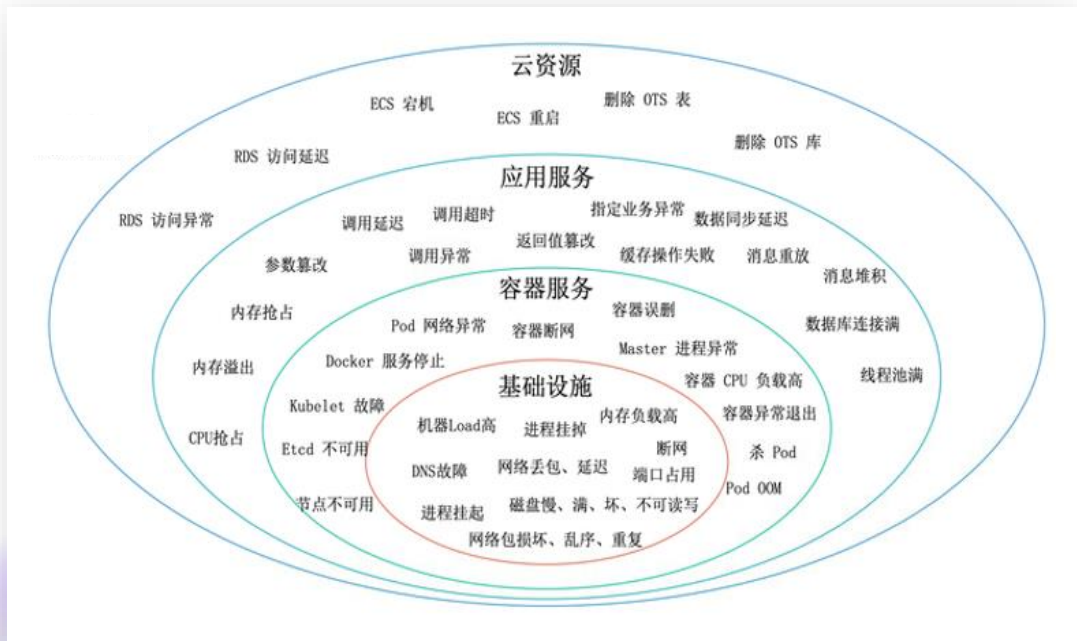 云资源
ECS 宕机
ECS 重启
删除 OTS 表
删除 OTS 库
RDS 访问延迟
RDS 访问异常
应用服务
调用延迟
调用超时
指定业务异常
数据同步延迟
参数篡改
调用异常
返回值篡改
缓存操作失败
消息重放
消息堆积
内存抢占
数据库连接满
内存溢出
线程池满
CPU抢占
容器服务
Pod 网络异常
容器断网
容器误删
Docker 服务停止
Master 进程异常
容器 CPU 负载高
Kubelet 故障
容器异常退出
Etcd 不可用
杀 Pod
节点不可用
Pod OOM
基础设施
机器Load高
进程挂掉
内存负载高
断网
DNS故障
网络丢包、延迟
端口占用
进程挂起
磁盘慢、满、坏、不可读写
网络包损坏、乱序、重复